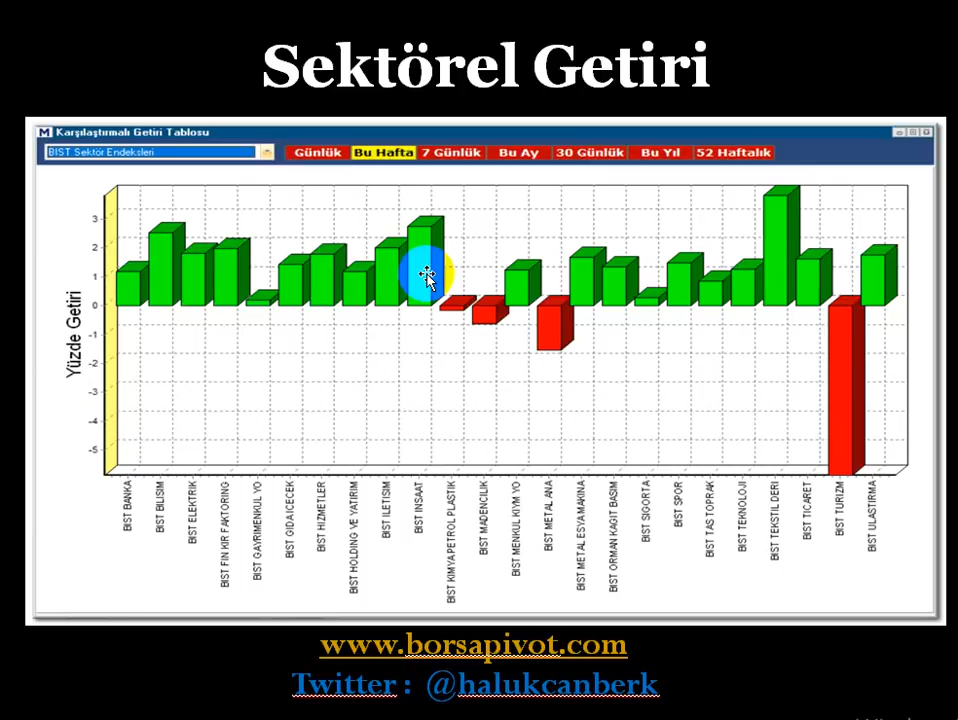 Sektörel Getiri
M Karşılaştırmalı Getiri Tablosu
BIST Sektör Endeksleri
Günlük Bu Hafta 7 Günlük Bu Ay 30 Günlük Bu Yıl 52 Haftalık
Yüzde Getiri
3
2
1
0
-1
-2
-3
-4
-5
BIST BANKA
BIST BILISIM
BIST ELEKTRIK
BIST FIN KIR FAKTORING
BIST GAYRIMENKUL YO
BIST GIDA ICECEK
BIST HIZMETLER
BIST HOLDING VE YATIRIM
BIST ILETISIM
BIST INSAAT
BIST KIMYA PETROL PLASTIK
BIST MADENCILIK
BIST MENKUL KIYM YO
BIST METAL ANA
BIST METAL ESYA MAKINA
BIST ORMAN KAGIT BASIM
BIST SIGORTA
BIST SPOR
BIST TAS TOPRAK
BIST TEKNOLOJI
BIST TEKSTIL DERI
BIST TICARET
BIST TURIZM
BIST ULASTIRMA
www.borsapivot.com
Twitter : @halukcanberk